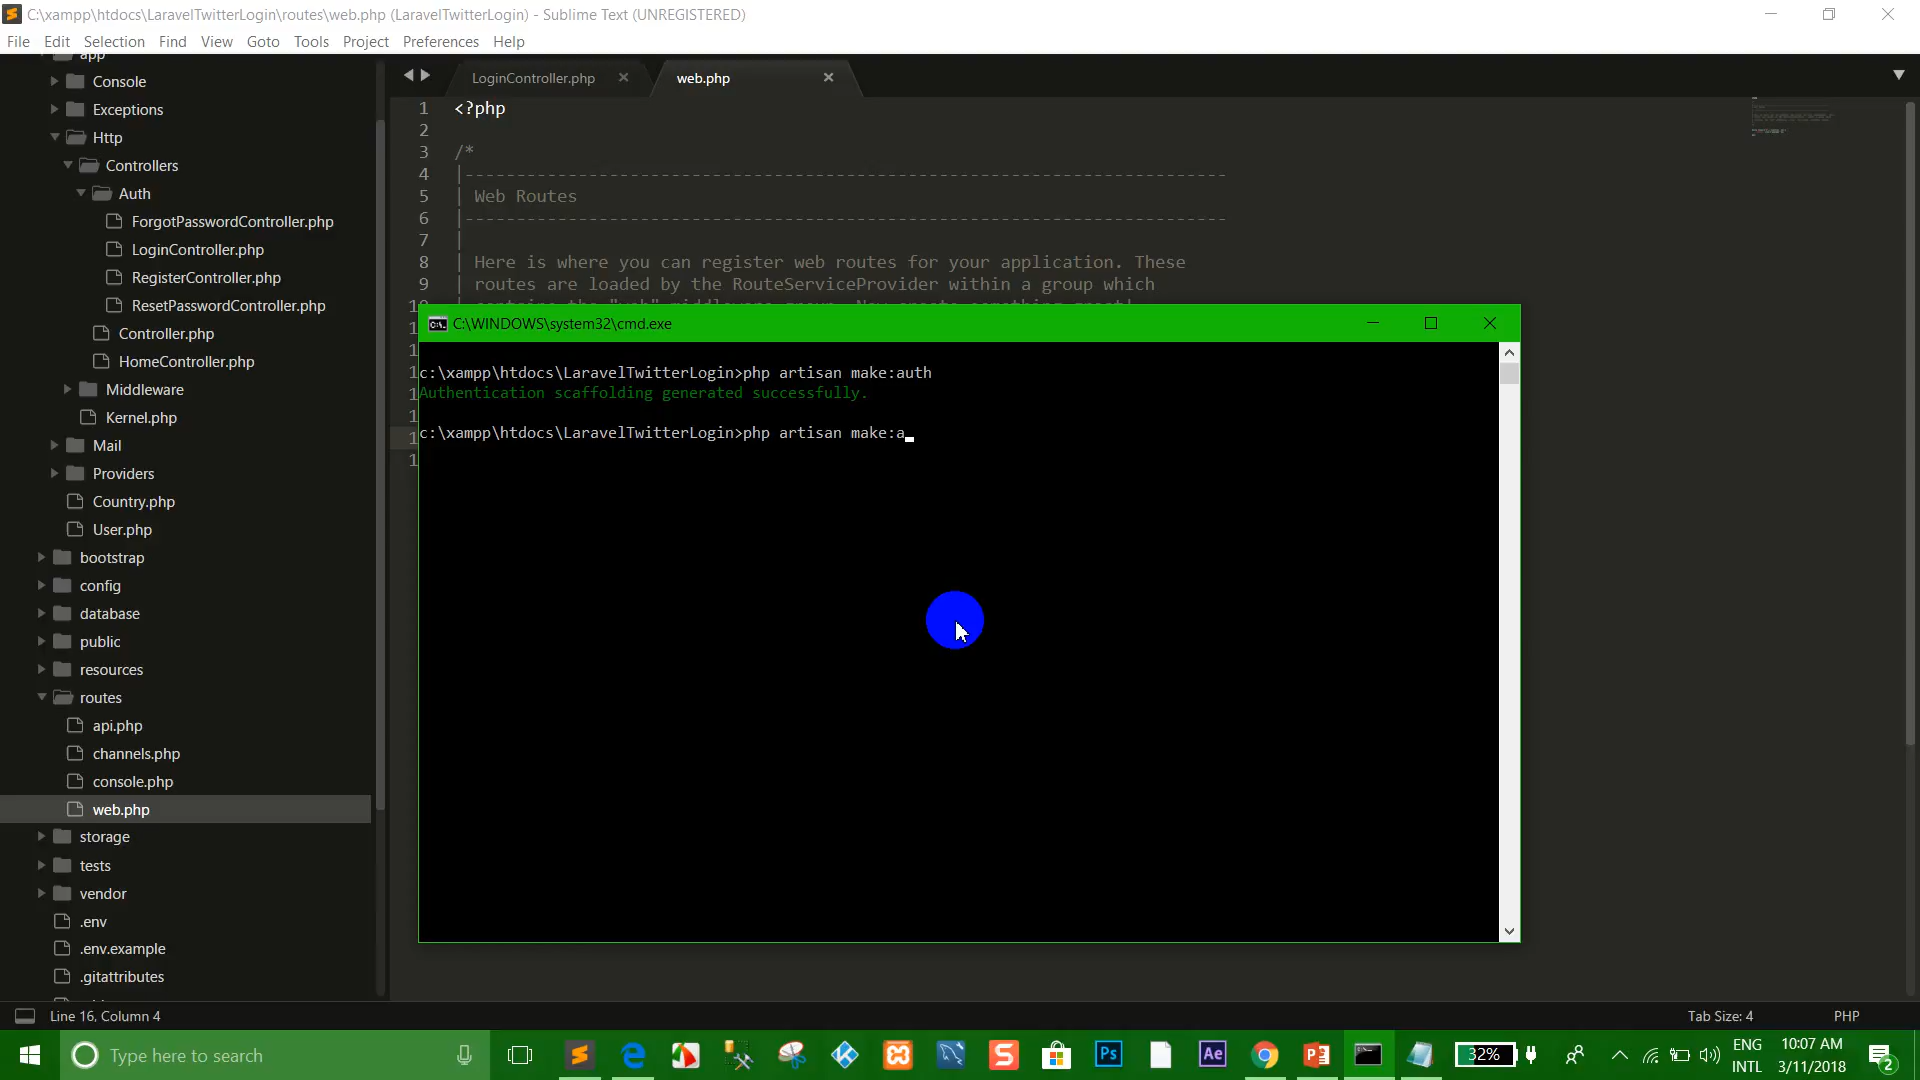 C:\xampp\htdocs\LaravelTwitterLogin\routes\web.php (LaravelTwitterLogin) - Sublime Text (UNREGISTERED)
File Edit Selection Find View Goto Tools Project Preferences Help
app
Console
Exceptions
Http
Controllers
Auth
ForgotPasswordController.php
LoginController.php
RegisterController.php
ResetPasswordController.php
Controller.php
HomeController.php
Middleware
Kernel.php
Mail
Providers
Country.php
User.php
bootstrap
config
database
public
resources
routes
api.php
channels.php
console.php
web.php
storage
tests
vendor
.env
.env.example
.gitattributes
LoginController.php web.php
1 <?php
2
3 /*
4 |--------------------------------------------------------------------------
5 | Web Routes
6 |--------------------------------------------------------------------------
7 |
8 | Here is where you can register web routes for your application. These
9 | routes are loaded by the RouteServiceProvider within a group which
C:\WINDOWS\system32\cmd.exe
c:\xampp\htdocs\LaravelTwitterLogin>php artisan make:auth
Authentication scaffolding generated successfully.
c:\xampp\htdocs\LaravelTwitterLogin>php artisan make:a
Line 16, Column 4
Tab Size: 4 PHP
Type here to search
Ps
Ae
32%
ENG
INTL
10:07 AM
3/11/2018
2